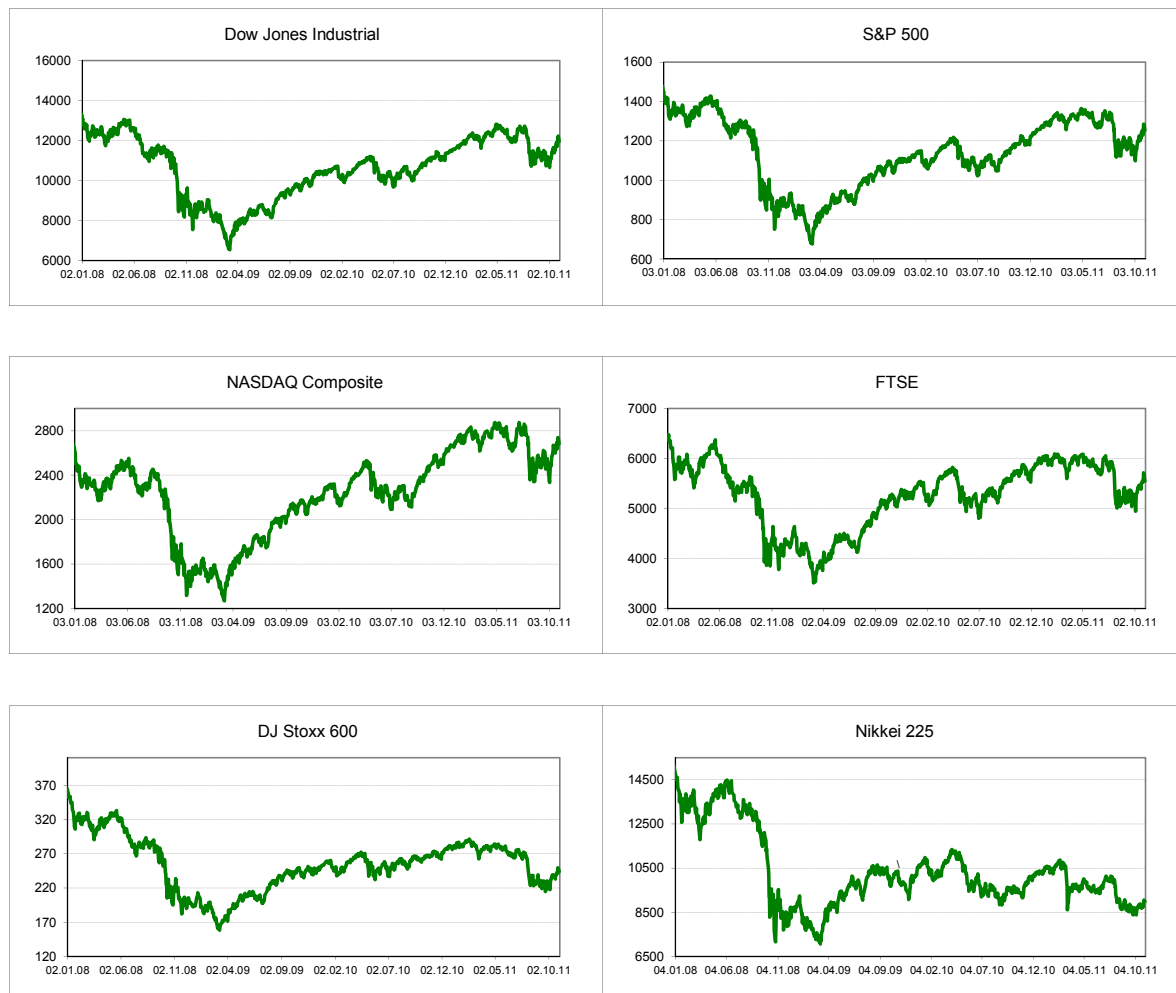 Dow Jones Industrial
16000
14000
12000
10000
8000
6000
02.01.08 02.06.08 02.11.08 02.04.09 02.09.09 02.02.10 02.07.10 02.12.10 02.05.11 02.10.11
S&P 500
1600
1400
1200
1000
800
600
03.01.08 03.06.08 03.11.08 03.04.09 03.09.09 03.02.10 03.07.10 03.12.10 03.05.11 03.10.11
NASDAQ Composite
2800
2400
2000
1600
1200
03.01.08 03.06.08 03.11.08 03.04.09 03.09.09 03.02.10 03.07.10 03.12.10 03.05.11 03.10.11
FTSE
7000
6000
5000
4000
3000
02.01.08 02.06.08 02.11.08 02.04.09 02.09.09 02.02.10 02.07.10 02.12.10 02.05.11 02.10.11
DJ Stoxx 600
370
320
270
220
170
120
02.01.08 02.06.08 02.11.08 02.04.09 02.09.09 02.02.10 02.07.10 02.12.10 02.05.11 02.10.11
Nikkei 225
14500
12500
10500
8500
6500
04.01.08 04.06.08 04.11.08 04.04.09 04.09.09 04.02.10 04.07.10 04.12.10 04.05.11 04.10.11